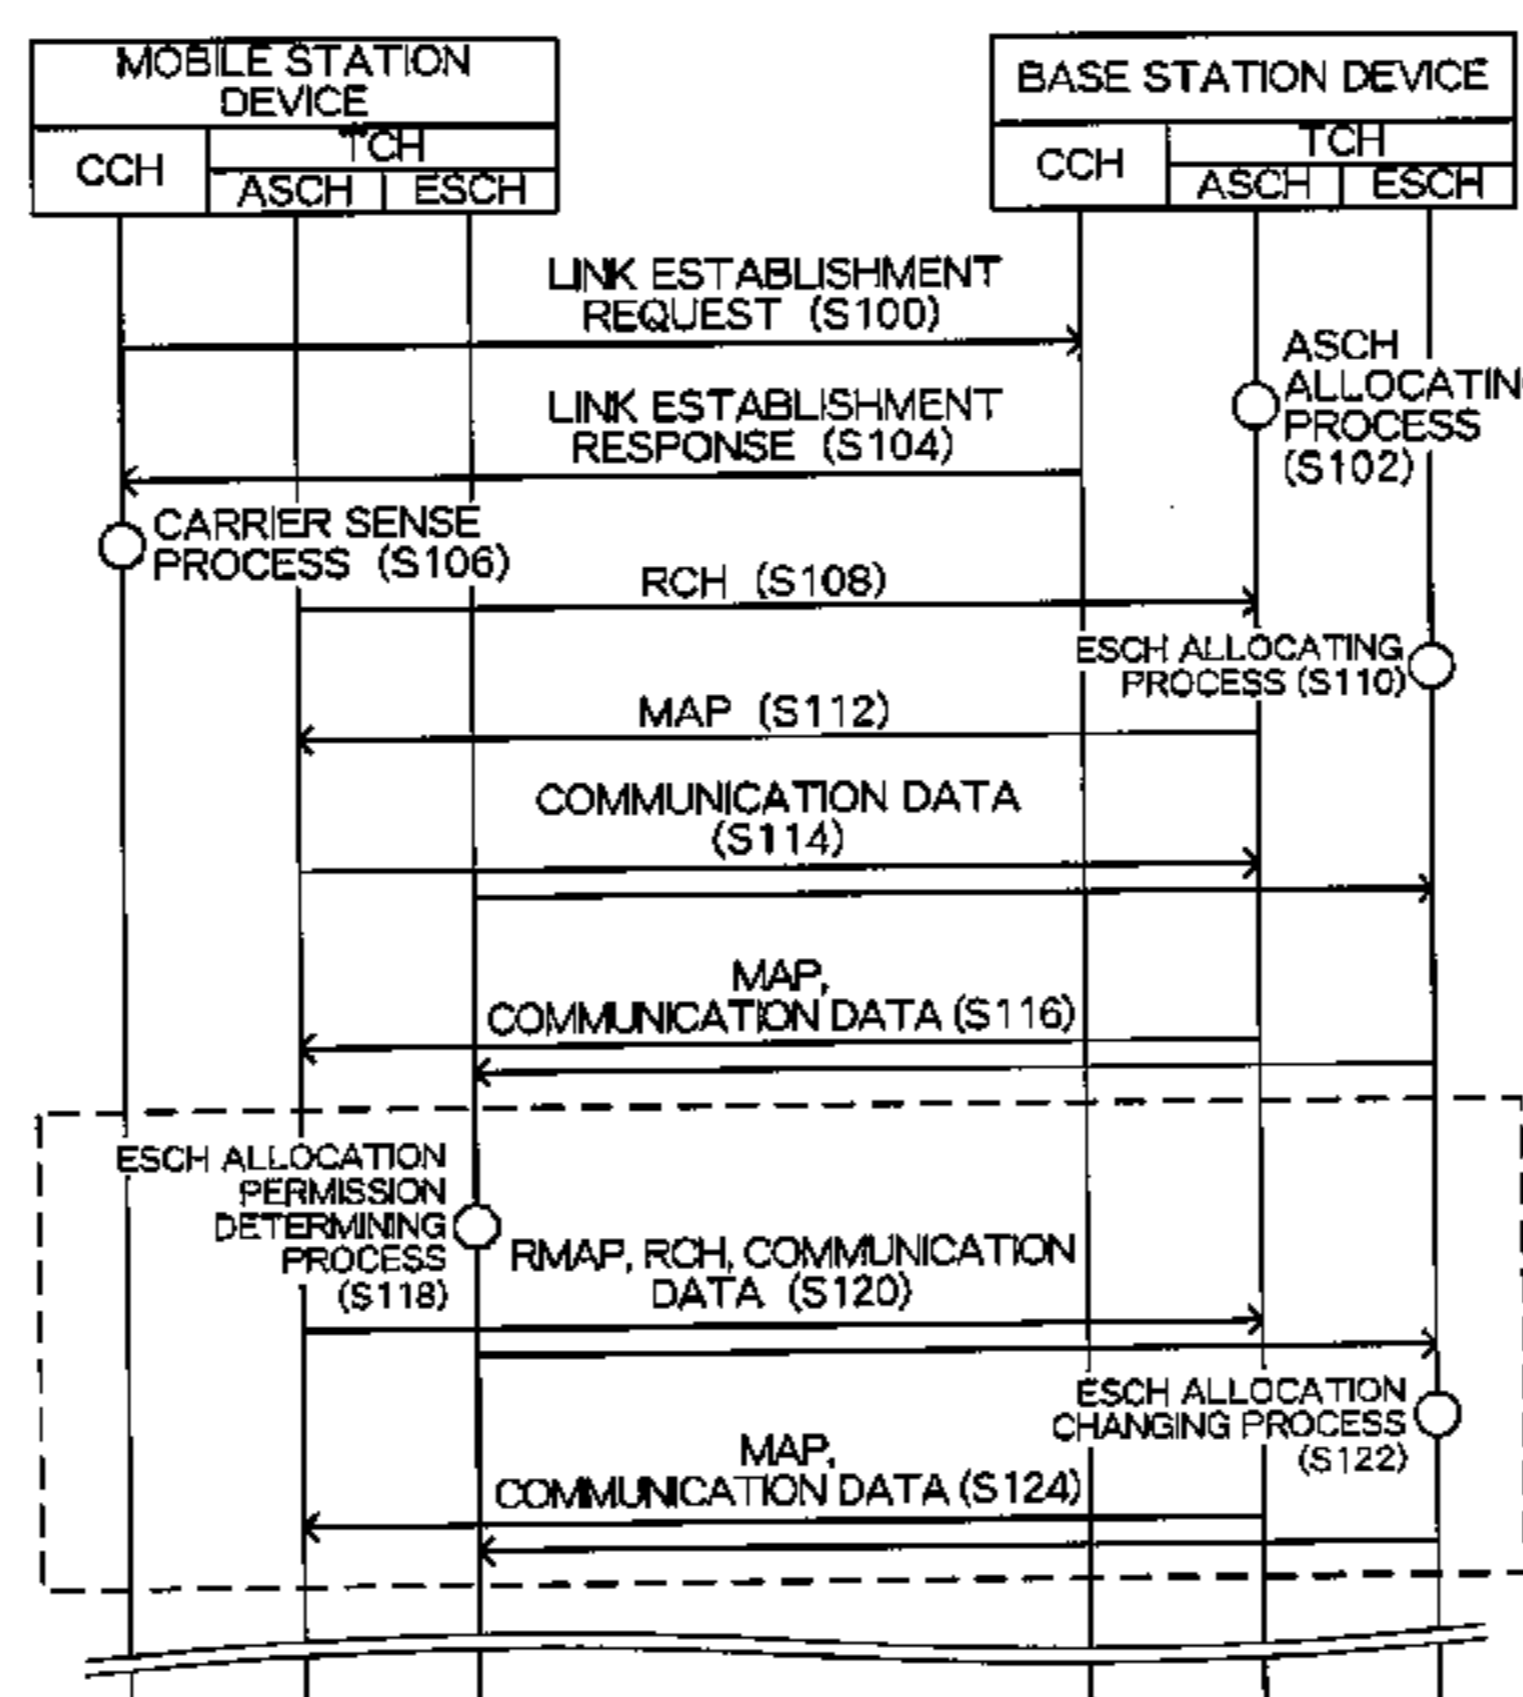 MOBILE STATION
DEVICE
CCH
TCH
ASCH
ESCH
BASE STATION DEVICE
CCH
TCH
ASCH
ESCH
LINK ESTABLISHMENT
REQUEST (S100)
ASCH
ALLOCATING
PROCESS
(S102)
LINK ESTABLISHMENT
RESPONSE (S104)
CARRIER SENSE
PROCESS (S106)
RCH (S108)
ESCH ALLOCATING
PROCESS (S110)
MAP (S112)
COMMUNICATION DATA
(S114)
MAP,
COMMUNICATION DATA (S116)
ESCH ALLOCATION
PERMISSION
DETERMINING
PROCESS
(S118)
RMAP, RCH, COMMUNICATION
DATA (S120)
ESCH ALLOCATION
CHANGING PROCESS
(S122)
MAP,
COMMUNICATION DATA (S124)